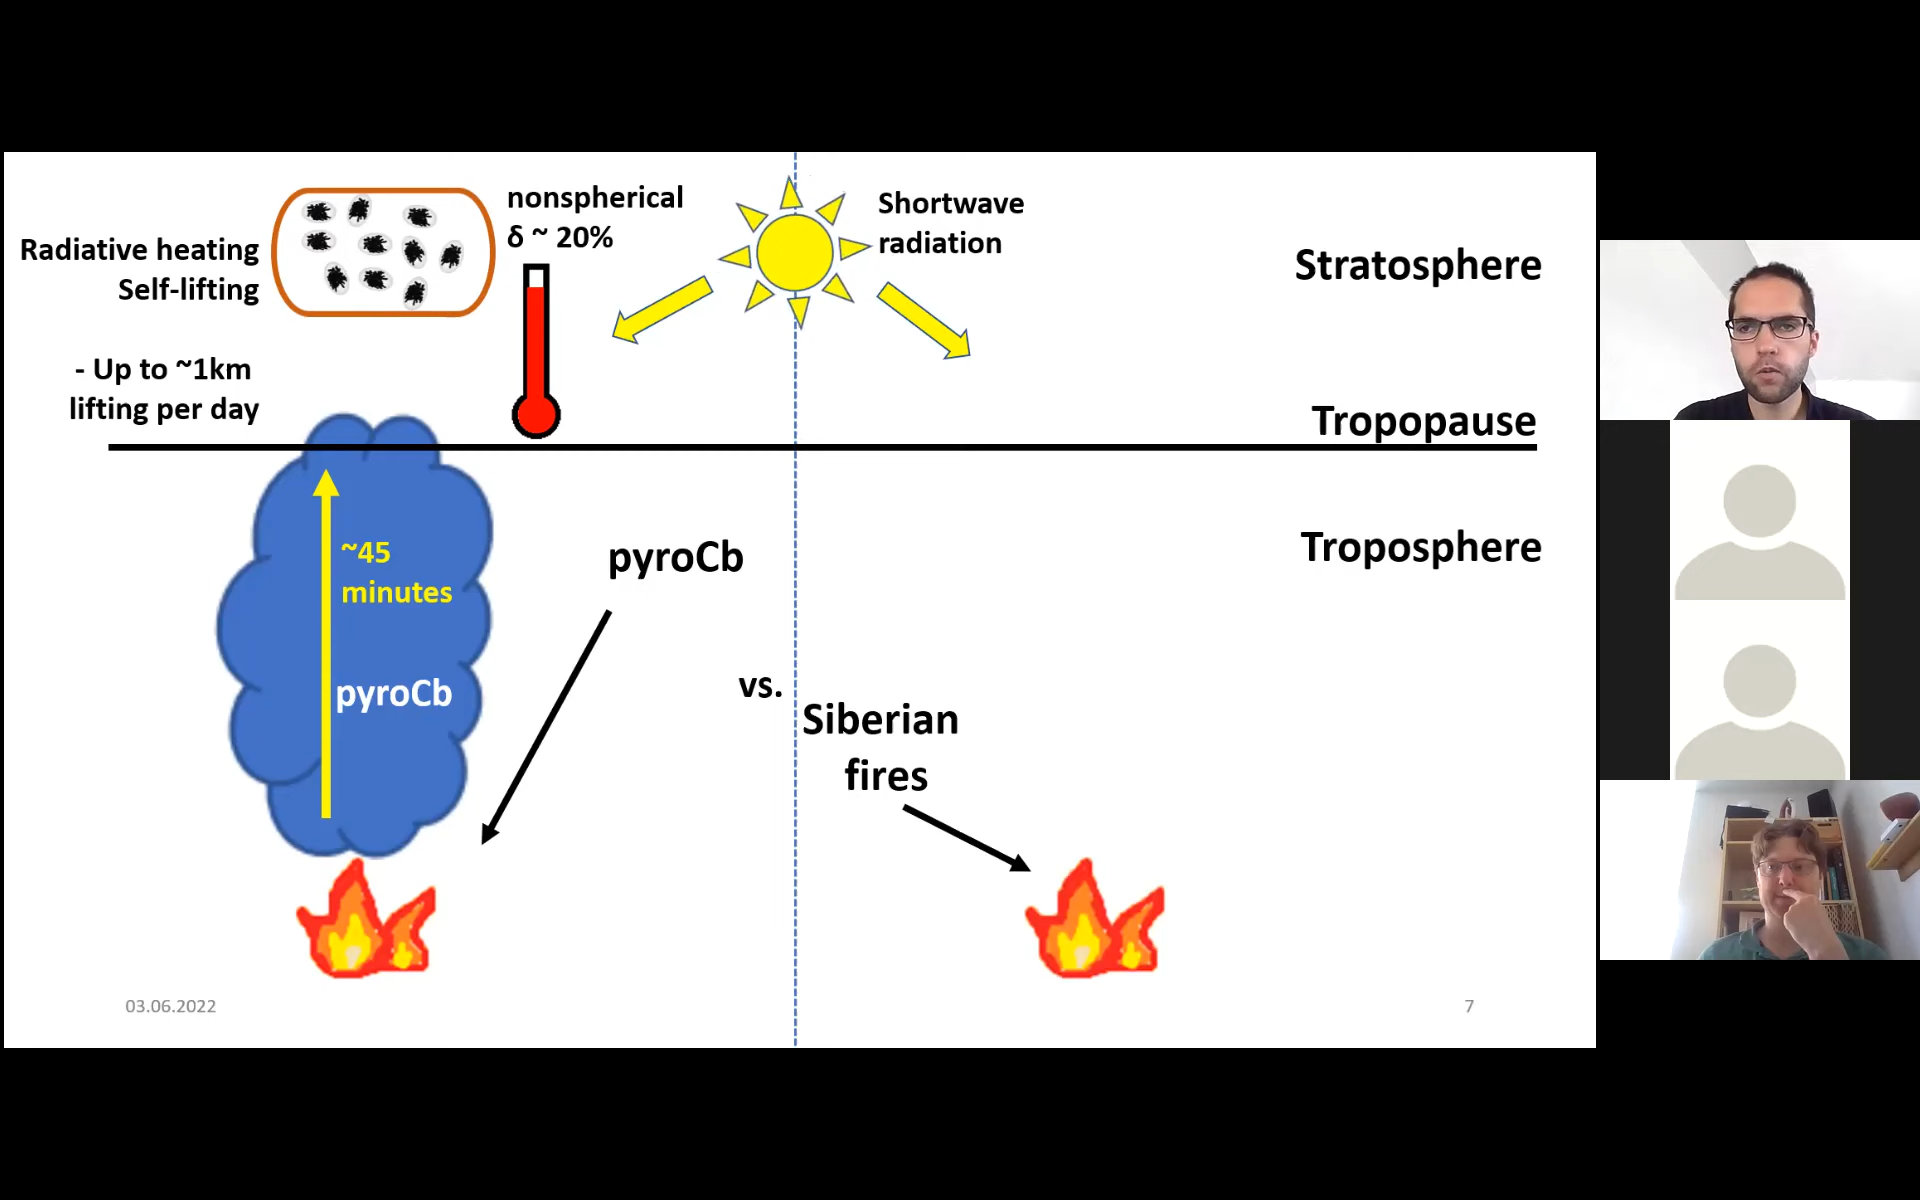 nonspherical
δ ~ 20%
Radiative heating
Self-lifting
Shortwave
radiation
Stratosphere
- Up to ~1km
lifting per day
Tropopause
~45
minutes
pyroCb
pyroCb
Troposphere
vs.
Siberian
fires
03.06.2022
7